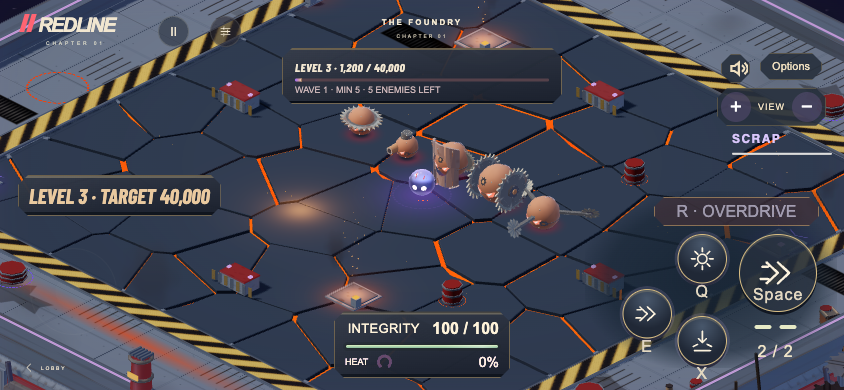 REDLINE
CHAPTER 01
THE FOUNDRY
CHAPTER 01
LEVEL 3 · 1,200 / 40,000
WAVE 1 · MIN 5 · 5 ENEMIES LEFT
Options
+ VIEW −
SCRAP
LEVEL 3 · TARGET 40,000
R · OVERDRIVE
Q
Space
E
X
2 / 2
INTEGRITY 100 / 100
HEAT 0%
LOBBY